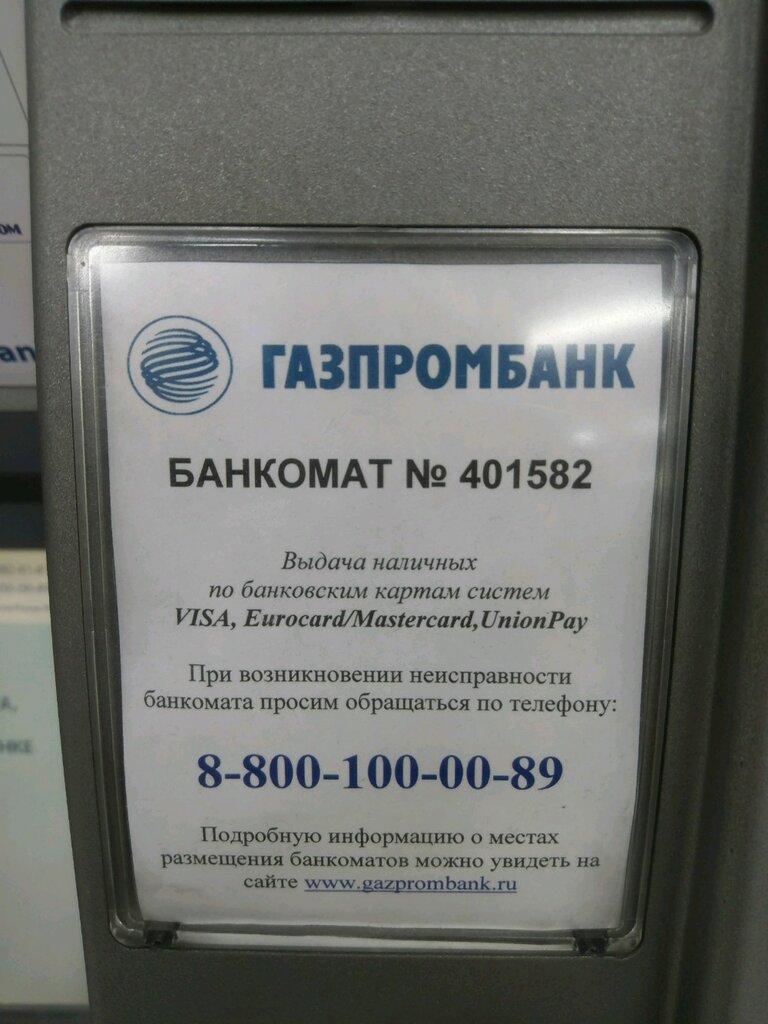 ГАЗПРОМБАНК
БАНКОМАТ № 401582
Выдача наличных
по банковским картам систем
VISA, Eurocard/Mastercard,UnionPay
При возникновении неисправности
банкомата просим обращаться по телефону:
8-800-100-00-89
Подробную информацию о местах
размещения банкоматов можно увидеть на
сайте www.gazprombank.ru